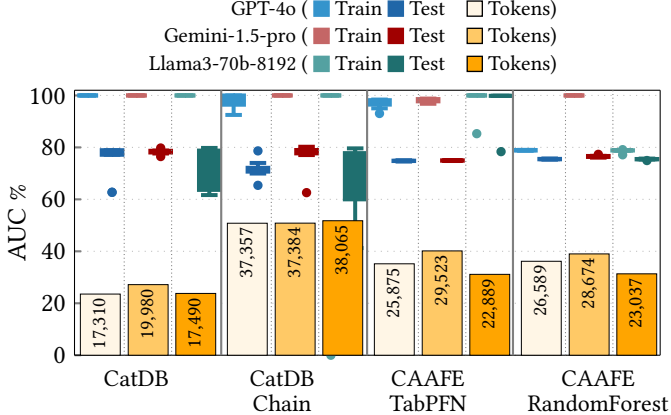 GPT-4o ( Train Test Tokens)
Gemini-1.5-pro ( Train Test Tokens)
Llama3-70b-8192 ( Train Test Tokens)
AUC %
100
80
60
40
20
0
17,310
19,980
17,490
37,357
37,384
38,065
25,875
29,523
22,889
26,589
28,674
23,037
CatDB
CatDB
Chain
CAAFE
TabPFN
CAAFE
RandomForest